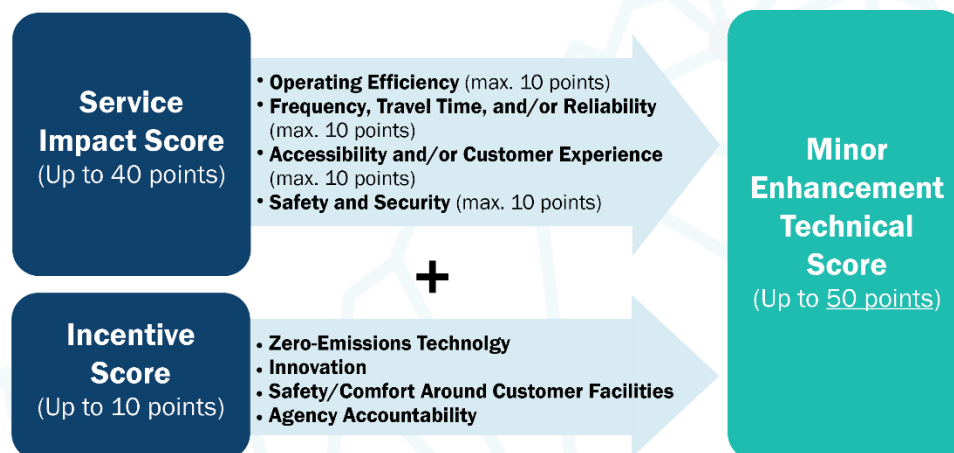 Service
Impact Score
(Up to 40 points)
• Operating Efficiency (max. 10 points)
• Frequency, Travel Time, and/or Reliability
(max. 10 points)
• Accessibility and/or Customer Experience
(max. 10 points)
• Safety and Security (max. 10 points)
+
Incentive
Score
(Up to 10 points)
• Zero-Emissions Technolgy
• Innovation
• Safety/Comfort Around Customer Facilities
• Agency Accountability
Minor
Enhancement
Technical
Score
(Up to 50 points)